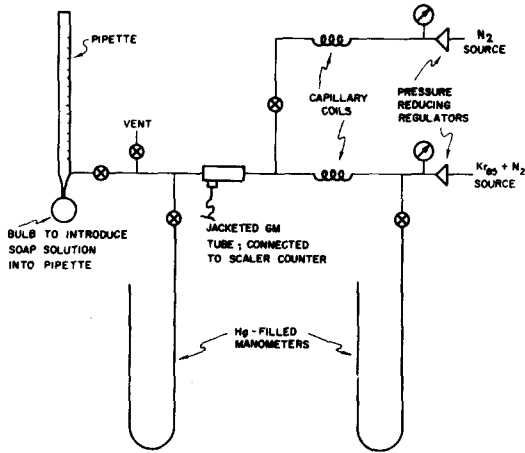 PIPETTE
VENT
BULB TO INTRODUCE
SOAP SOLUTION
INTO PIPETTE
JACKETED GM
TUBE; CONNECTED
TO SCALER COUNTER
CAPILLARY
COILS
N2
SOURCE
PRESSURE
REDUCING
REGULATORS
Kr85 + N2
SOURCE
Hg-FILLED
MANOMETERS